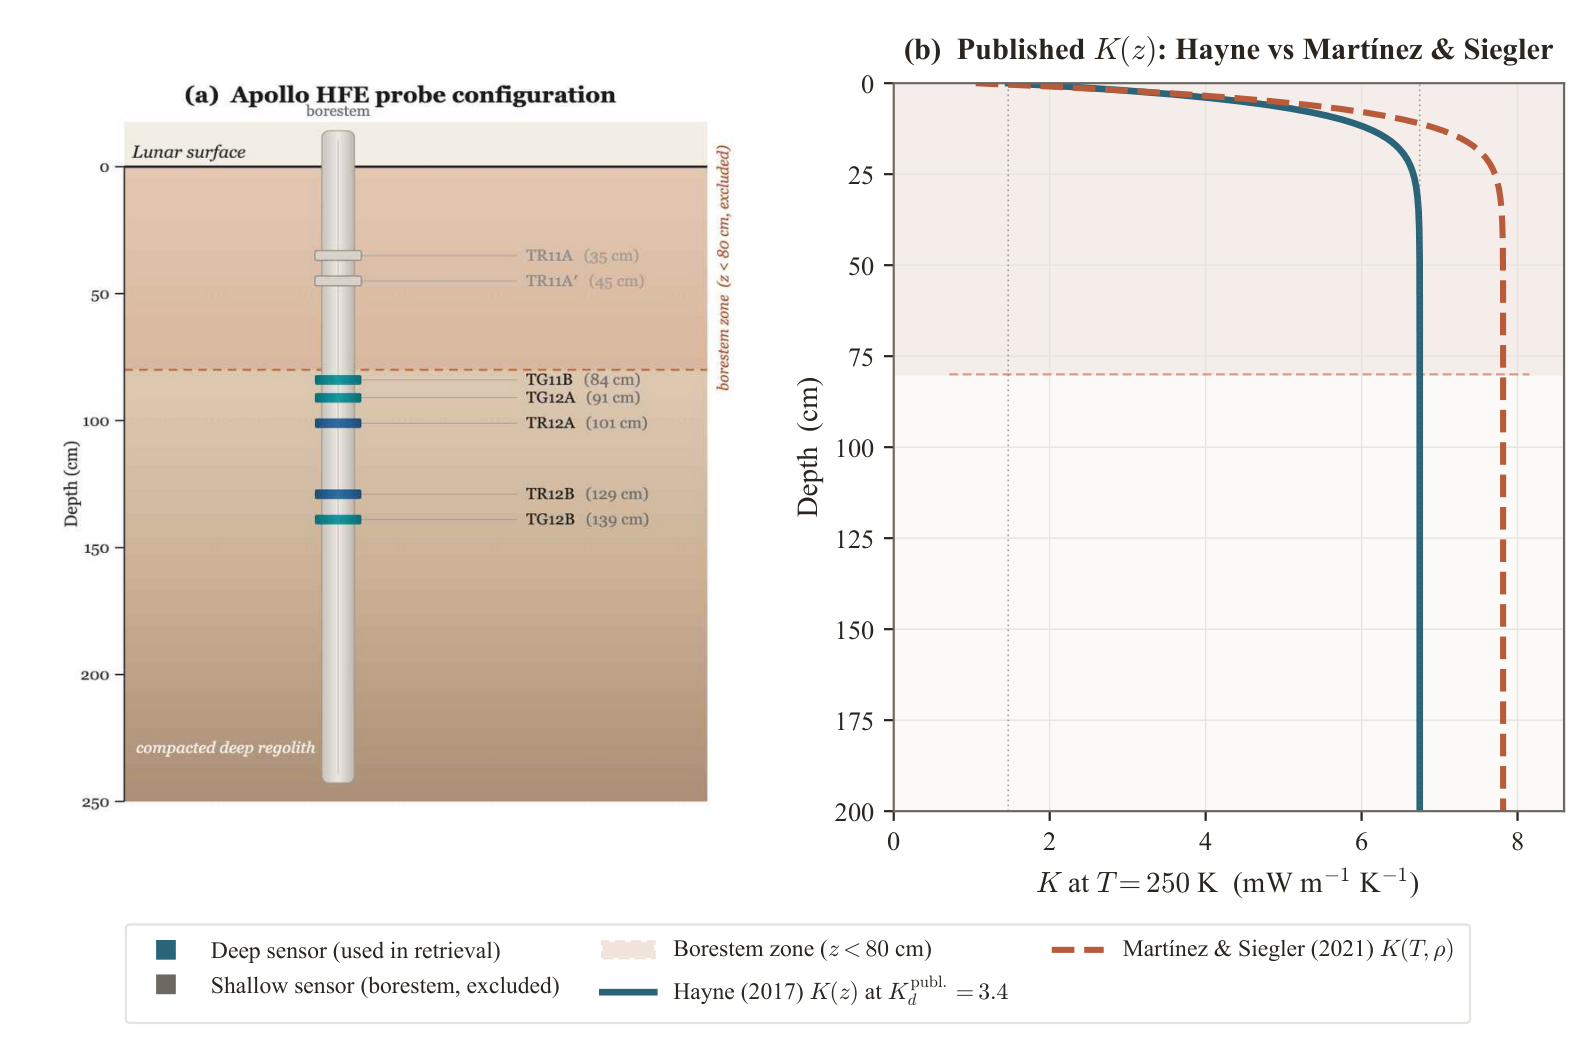 (a) Apollo HFE probe configuration
borestem
Lunar surface
0
50
100
150
200
250
Depth (cm)
TR11A (35 cm)
TR11A′ (45 cm)
TG11B (84 cm)
TG12A (91 cm)
TR12A (101 cm)
TR12B (129 cm)
TG12B (139 cm)
compacted deep regolith
borestem zone (z < 80 cm, excluded)
(b) Published K(z): Hayne vs Martínez & Siegler
0
25
50
75
100
125
150
175
200
Depth (cm)
0 2 4 6 8
K at T = 250 K (mW m⁻¹ K⁻¹)
Deep sensor (used in retrieval)
Shallow sensor (borestem, excluded)
Borestem zone (z < 80 cm)
Hayne (2017) K(z) at K_d^publ. = 3.4
Martínez & Siegler (2021) K(T, ρ)